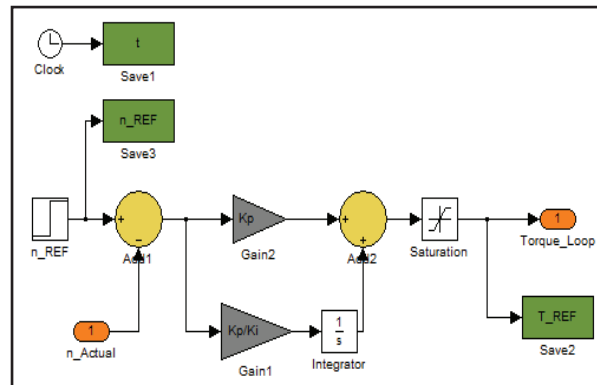 t
Clock
Save1
n_REF
Save3
+
−
n_REF
Add1
Kp
Gain2
+
+
Add2
Saturation
1
Torque_Loop
1
n_Actual
Kp/Ki
Gain1
1
s
Integrator
T_REF
Save2